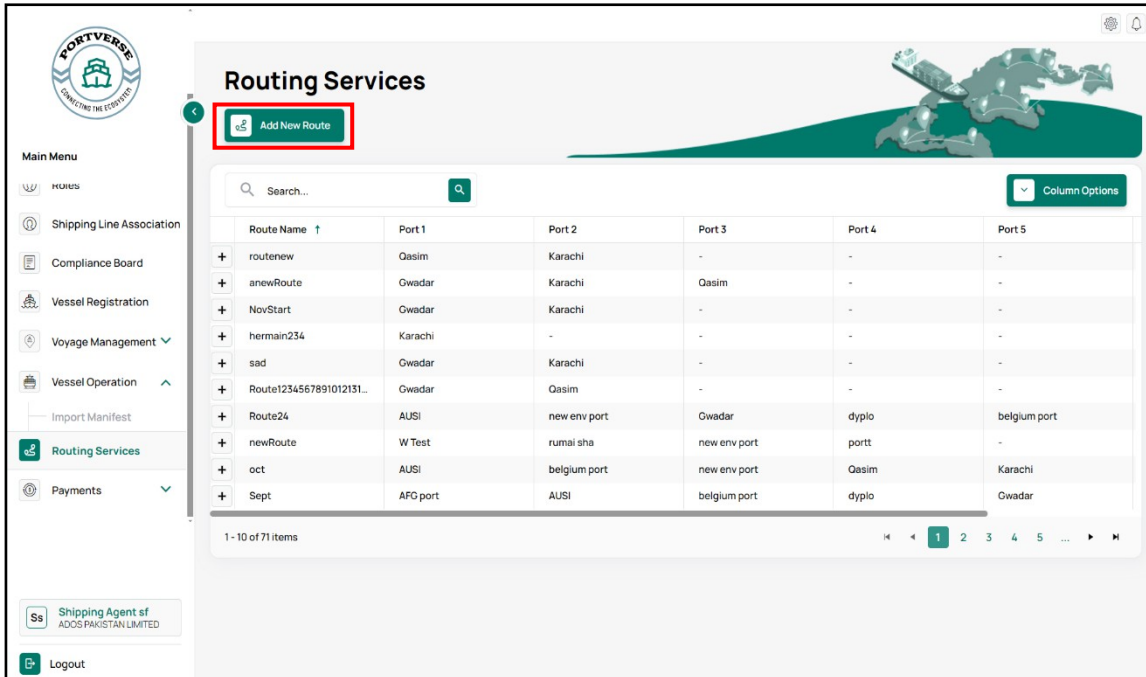 PORTVERSE
CONNECTING THE ECOSYSTEM
Main Menu
Roles
Shipping Line Association
Compliance Board
Vessel Registration
Voyage Management
Vessel Operation
Import Manifest
Routing Services
Payments
Ss
Shipping Agent sf
ADOS PAKISTAN LIMITED
Logout
Routing Services
Add New Route
Search...
Column Options
Route Name ↑ Port 1 Port 2 Port 3 Port 4 Port 5
+ routenew Qasim Karachi - - -
+ anewRoute Gwadar Karachi Qasim - -
+ NovStart Gwadar Karachi - - -
+ hermain234 Karachi - - - -
+ sad Gwadar Karachi - - -
+ Route1234567891012131... Gwadar Qasim - - -
+ Route24 AUSI new env port Gwadar dyplo belgium port
+ newRoute W Test rumai sha new env port portt -
+ oct AUSI belgium port new env port Qasim Karachi
+ Sept AFG port AUSI belgium port dyplo Gwadar
1 - 10 of 71 items 1 2 3 4 5 ...